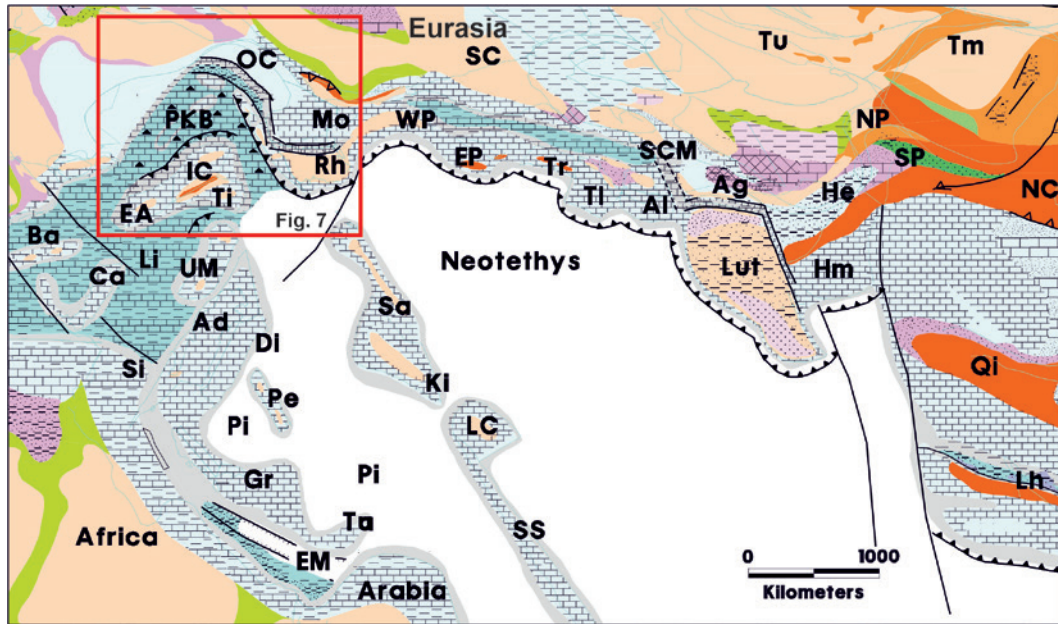 Eurasia
OC
SC
Tu
Tm
PKB
Mo
WP
NP
IC
Rh
EP
Tr
SCM
SP
EA
Ti
Tl
Al
Ag
He
NC
Fig. 7
Ba
Li
UM
Neotethys
Lut
Hm
Ca
Sa
Ad
Di
Si
Ki
Qi
Pe
Pi
LC
Gr
Pi
Lh
Africa
Ta
SS
EM
0 1000
Kilometers
Arabia